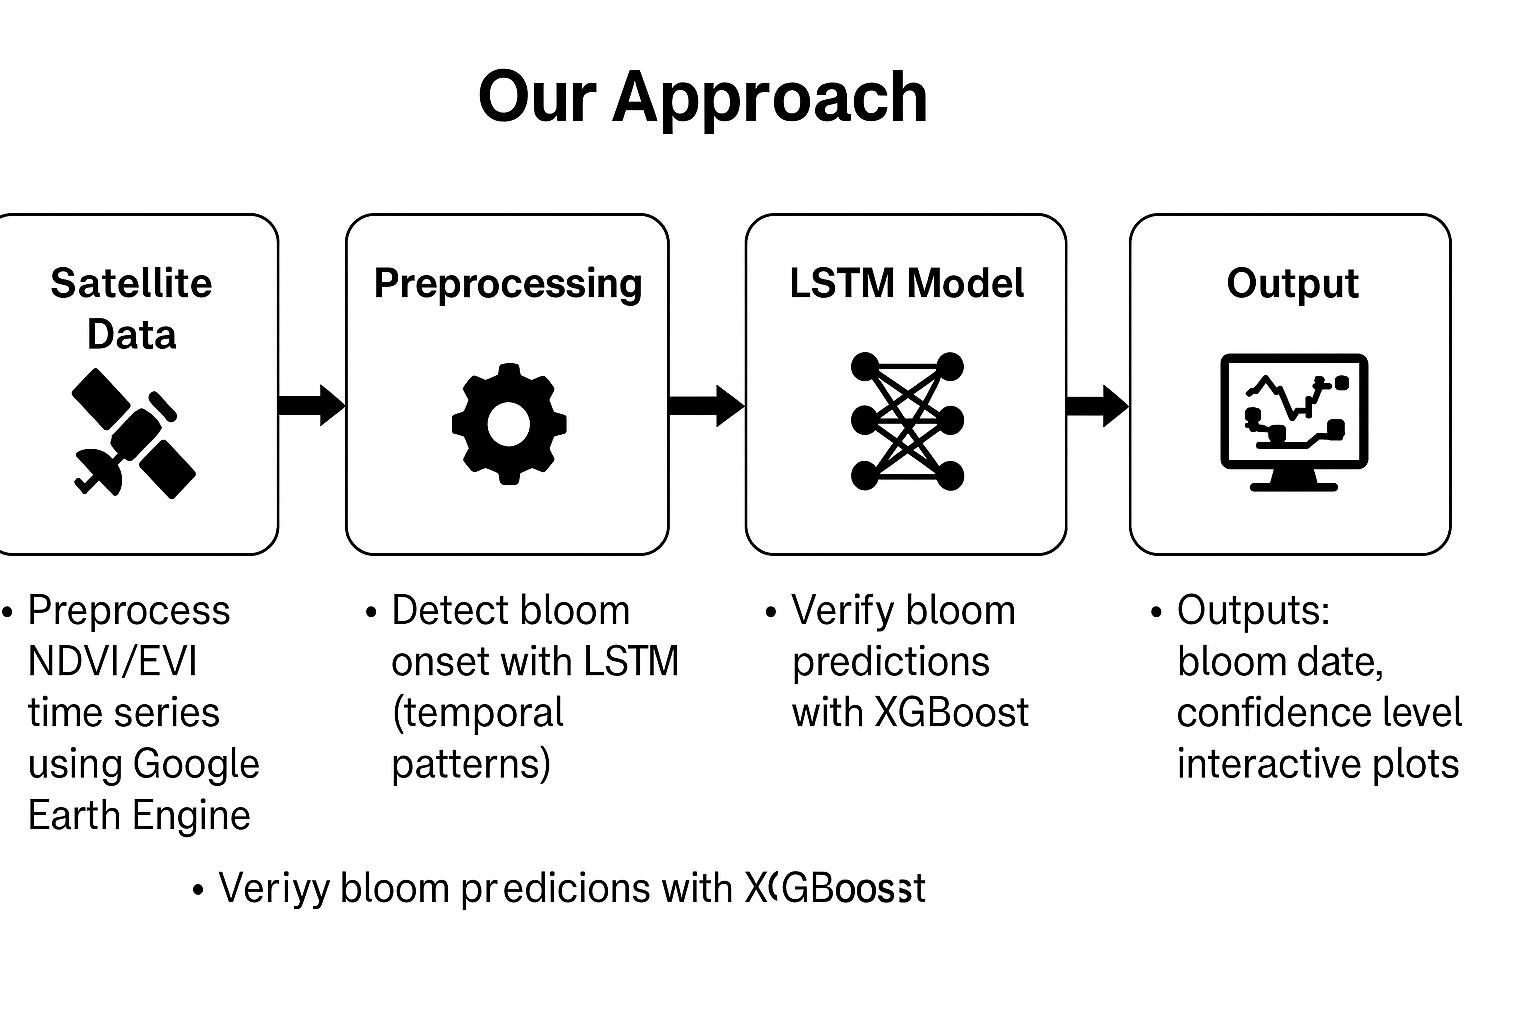 Our Approach
Satellite
Data
Preprocessing
LSTM Model
Output
• Preprocess
NDVI/EVI
time series
using Google
Earth Engine
• Detect bloom
onset with LSTM
(temporal
patterns)
• Verify bloom
predictions
with XGBoost
• Outputs:
bloom date,
confidence level
interactive plots
• Veriyy bloom predicions with X(GBoosst